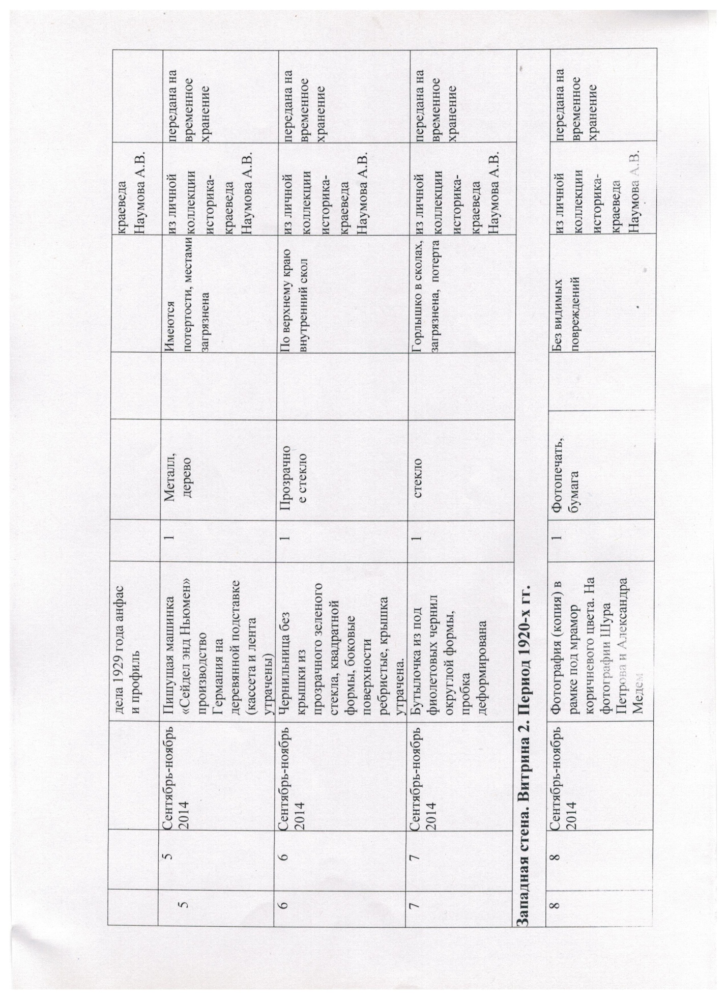 дела 1929 года анфас
и профиль
краеведа
Наумова А.В.
5
5
Сентябрь-ноябрь
2014
Пишущая машинка
«Сейдел энд Ньюмен»
производство
Германия на
деревянной подставке
(кассета и лента
утрачены)
1
Металл,
дерево
Имеются
потертости, местами
загрязнена
из личной
коллекции
историка-
краеведа
Наумова А.В.
передана на
временное
хранение
6
6
Сентябрь-ноябрь
2014
Чернильница без
крышки из
прозрачного зеленого
стекла, квадратной
формы, боковые
поверхности
ребристые, крышка
утрачена.
1
Прозрачно
е стекло
По верхнему краю
внутренний скол
из личной
коллекции
историка-
краеведа
Наумова А.В.
передана на
временное
хранение
7
7
Сентябрь-ноябрь
2014
Бутылочка из под
фиолетовых чернил
округлой формы,
пробка
деформирована
1
стекло
Горлышко в сколах,
загрязнена, потерта
из личной
коллекции
историка-
краеведа
Наумова А.В.
передана на
временное
хранение
Западная стена. Витрина 2. Период 1920-х гг.
8
8
Сентябрь-ноябрь
2014
Фотография (копия) в
рамке под мрамор
коричневого цвета. На
фотографии Шура
Петрова и Александра
Медем
1
Фотопечать,
бумага
Без видимых
повреждений
из личной
коллекции
историка-
краеведа
Наумова А.В.
передана на
временное
хранение